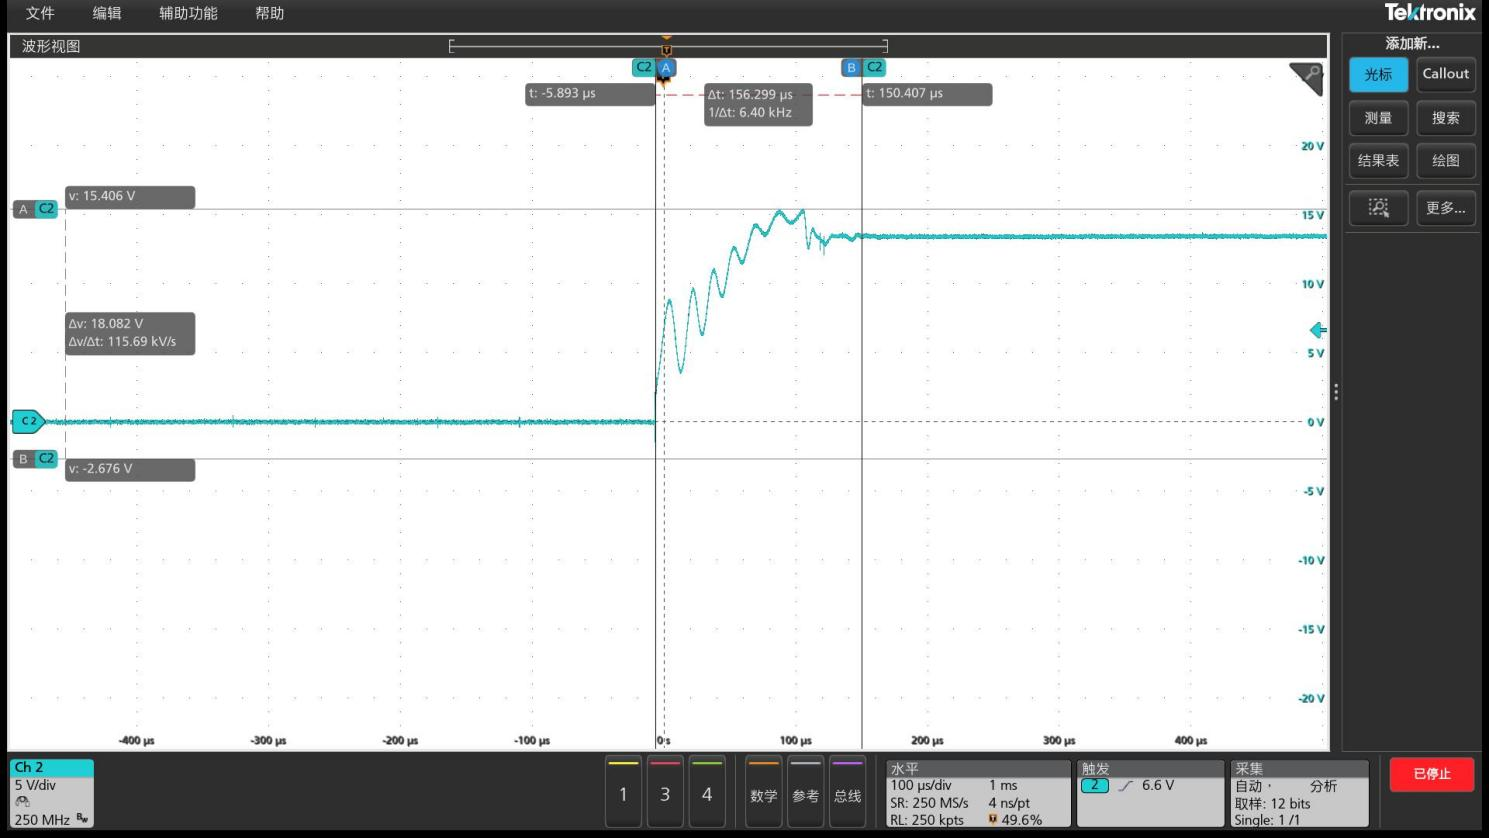 文件 编辑 辅助功能 帮助
Tektronix
波形视图
添加新...
C2 A
B C2
光标
Callout
t: -5.893 μs
Δt: 156.299 μs
1/Δt: 6.40 kHz
t: 150.407 μs
测量
搜索
20 V
结果表
绘图
v: 15.406 V
A C2
15 V
更多...
10 V
Δv: 18.082 V
Δv/Δt: 115.69 kV/s
5 V
C 2
0 V
B C2
v: -2.676 V
-5 V
-10 V
-15 V
-20 V
-400 μs
-300 μs
-200 μs
-100 μs
0 s
100 μs
200 μs
300 μs
400 μs
Ch 2
5 V/div
250 MHz Bw
1
3
4
数学
参考
总线
水平
100 μs/div 1 ms
SR: 250 MS/s 4 ns/pt
RL: 250 kpts 49.6%
触发
2 6.6 V
采集
自动, 分析
取样: 12 bits
Single: 1 /1
已停止